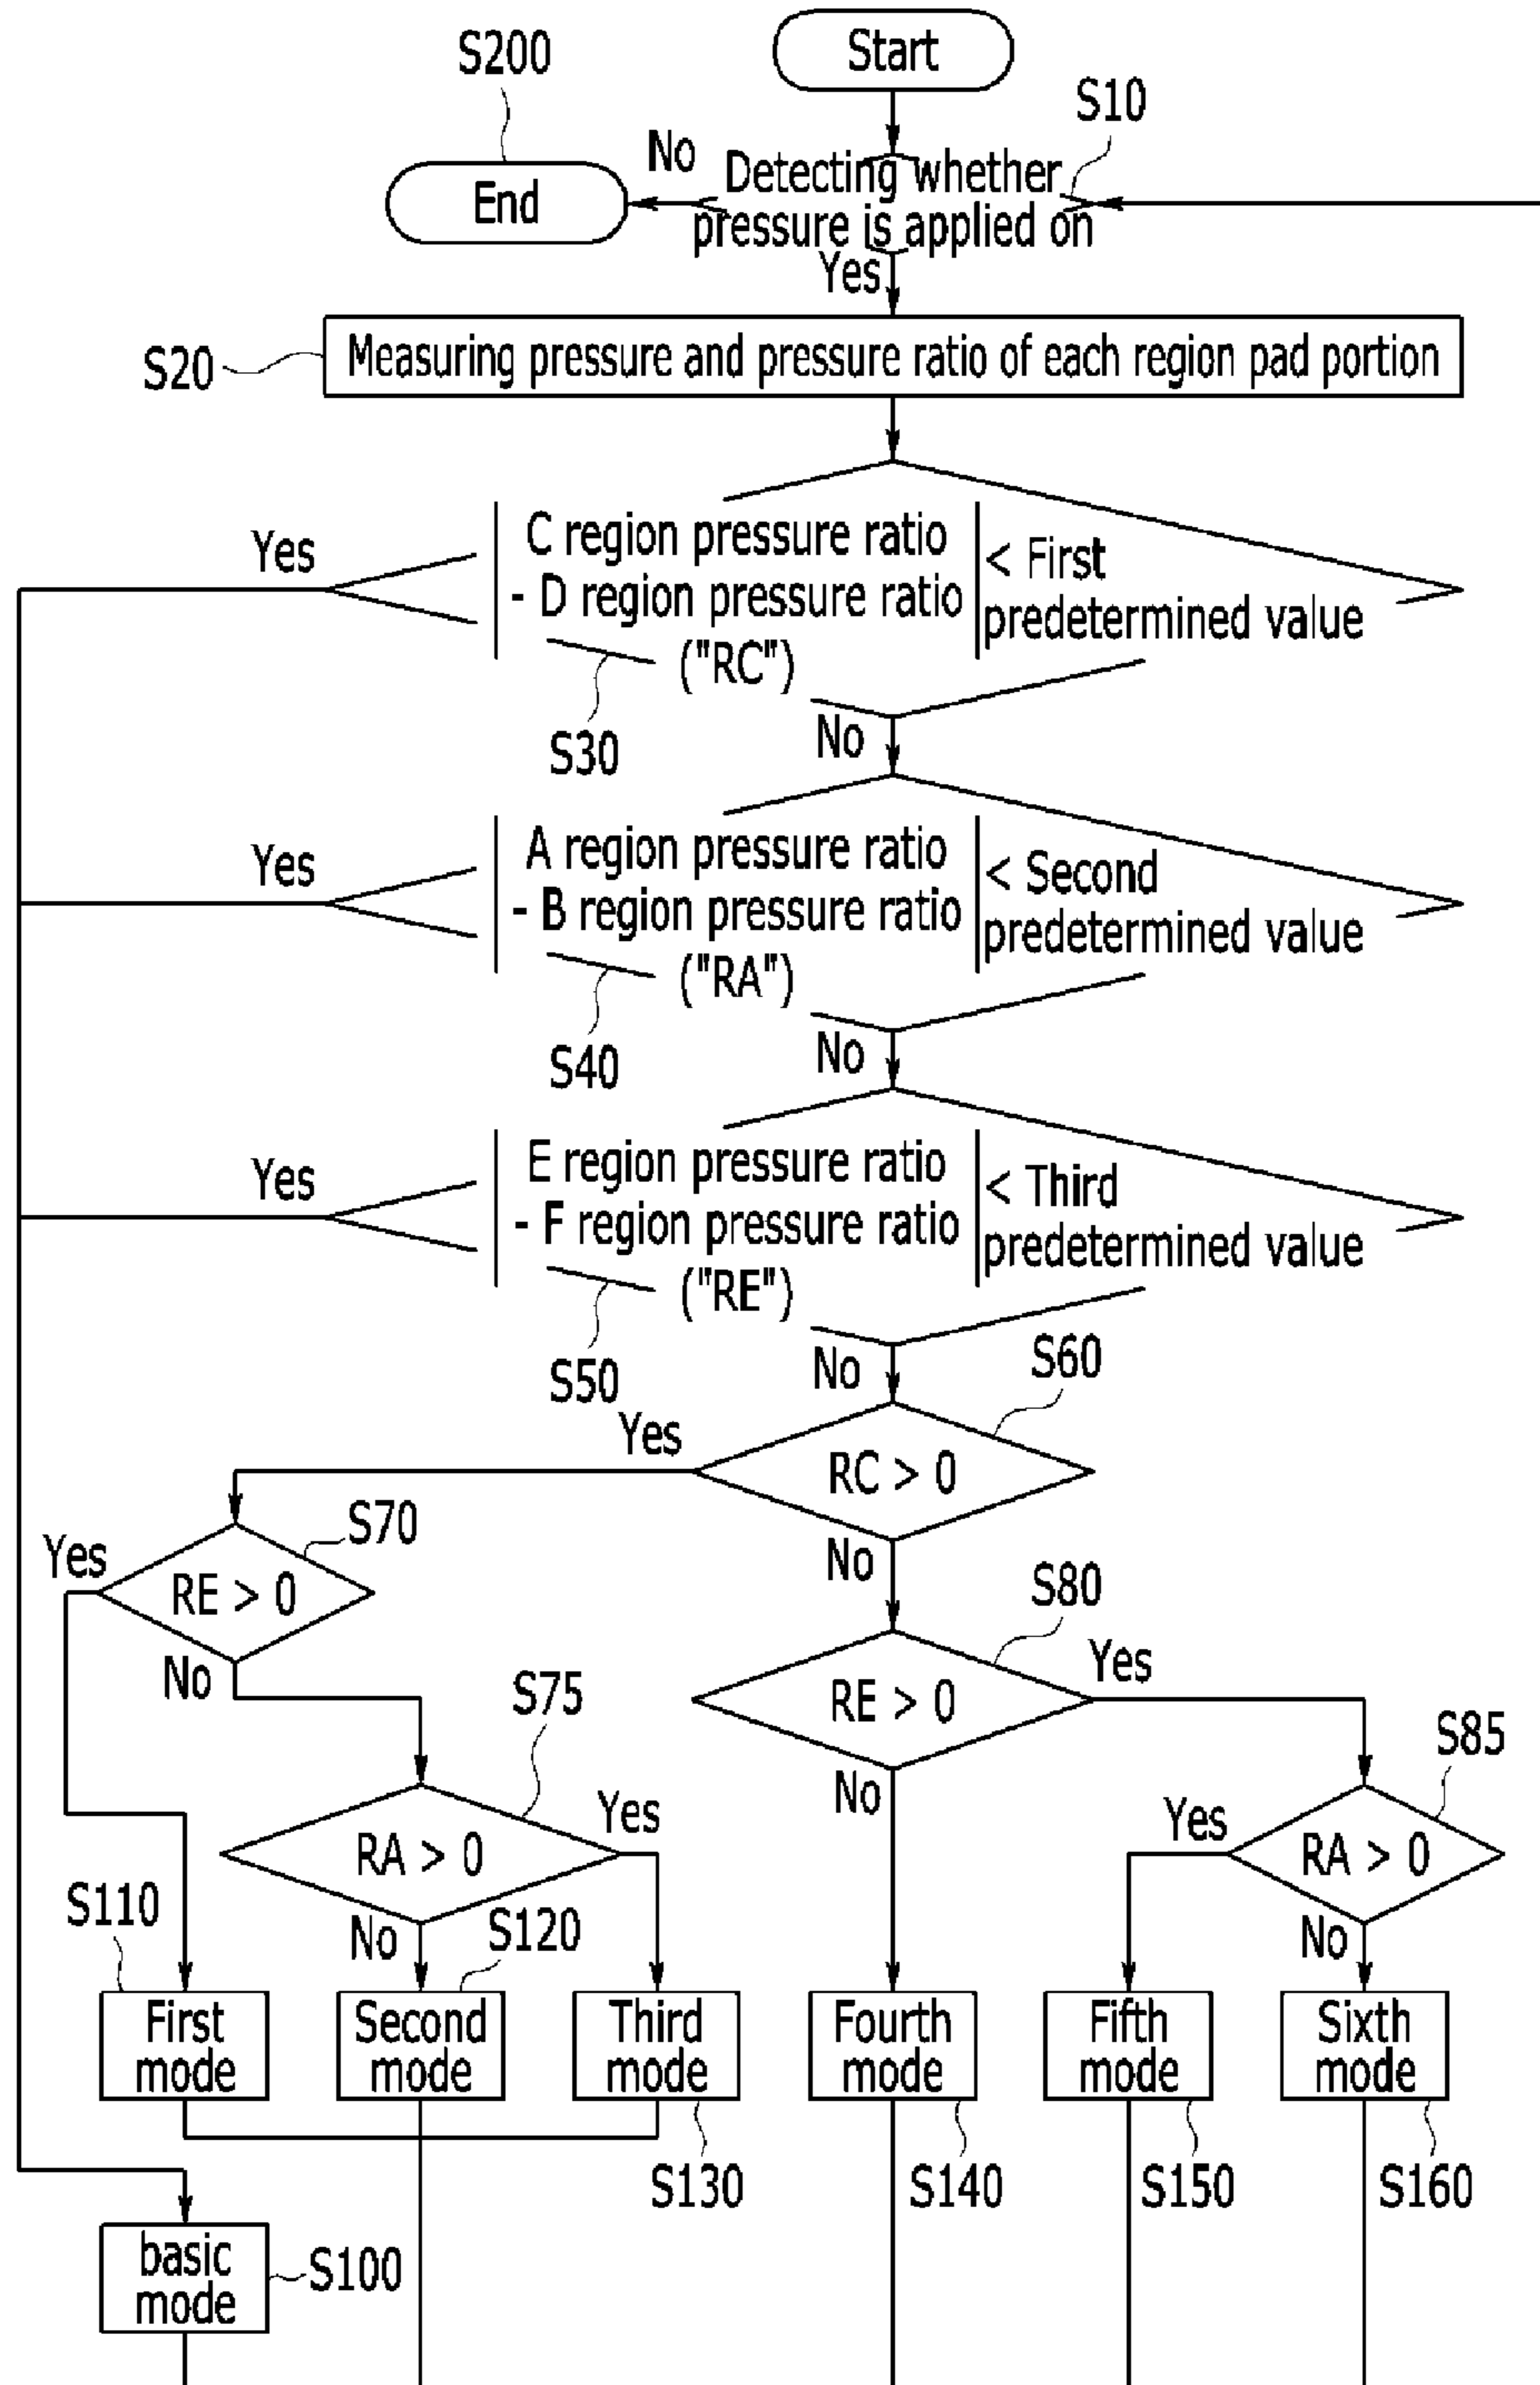 Start
S200
S10
No
Detecting whether
pressure is applied on
End
Yes
S20
Measuring pressure and pressure ratio of each region pad portion
Yes
C region pressure ratio
- D region pressure ratio
("RC")
< First
predetermined value
S30
No
Yes
A region pressure ratio
- B region pressure ratio
("RA")
< Second
predetermined value
S40
No
Yes
E region pressure ratio
- F region pressure ratio
("RE")
< Third
predetermined value
S50
No
S60
Yes
RC > 0
No
S70
Yes
RE > 0
No
S80
RE > 0
Yes
No
S75
RA > 0
Yes
No
S85
Yes
RA > 0
No
S110
First
mode
S120
Second
mode
Third
mode
S130
Fourth
mode
S140
Fifth
mode
S150
Sixth
mode
S160
basic
mode
S100